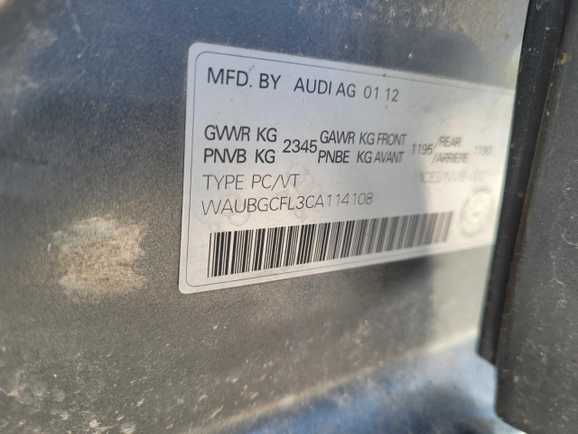 MFD. BY AUDI AG 01 12
GVWR KG 2345 GAWR KG FRONT 1195 /REAR
PNVB KG PNBE KG AVANT /ARRIERE
TYPE PC/VT
WAUBGCFL3CA114108